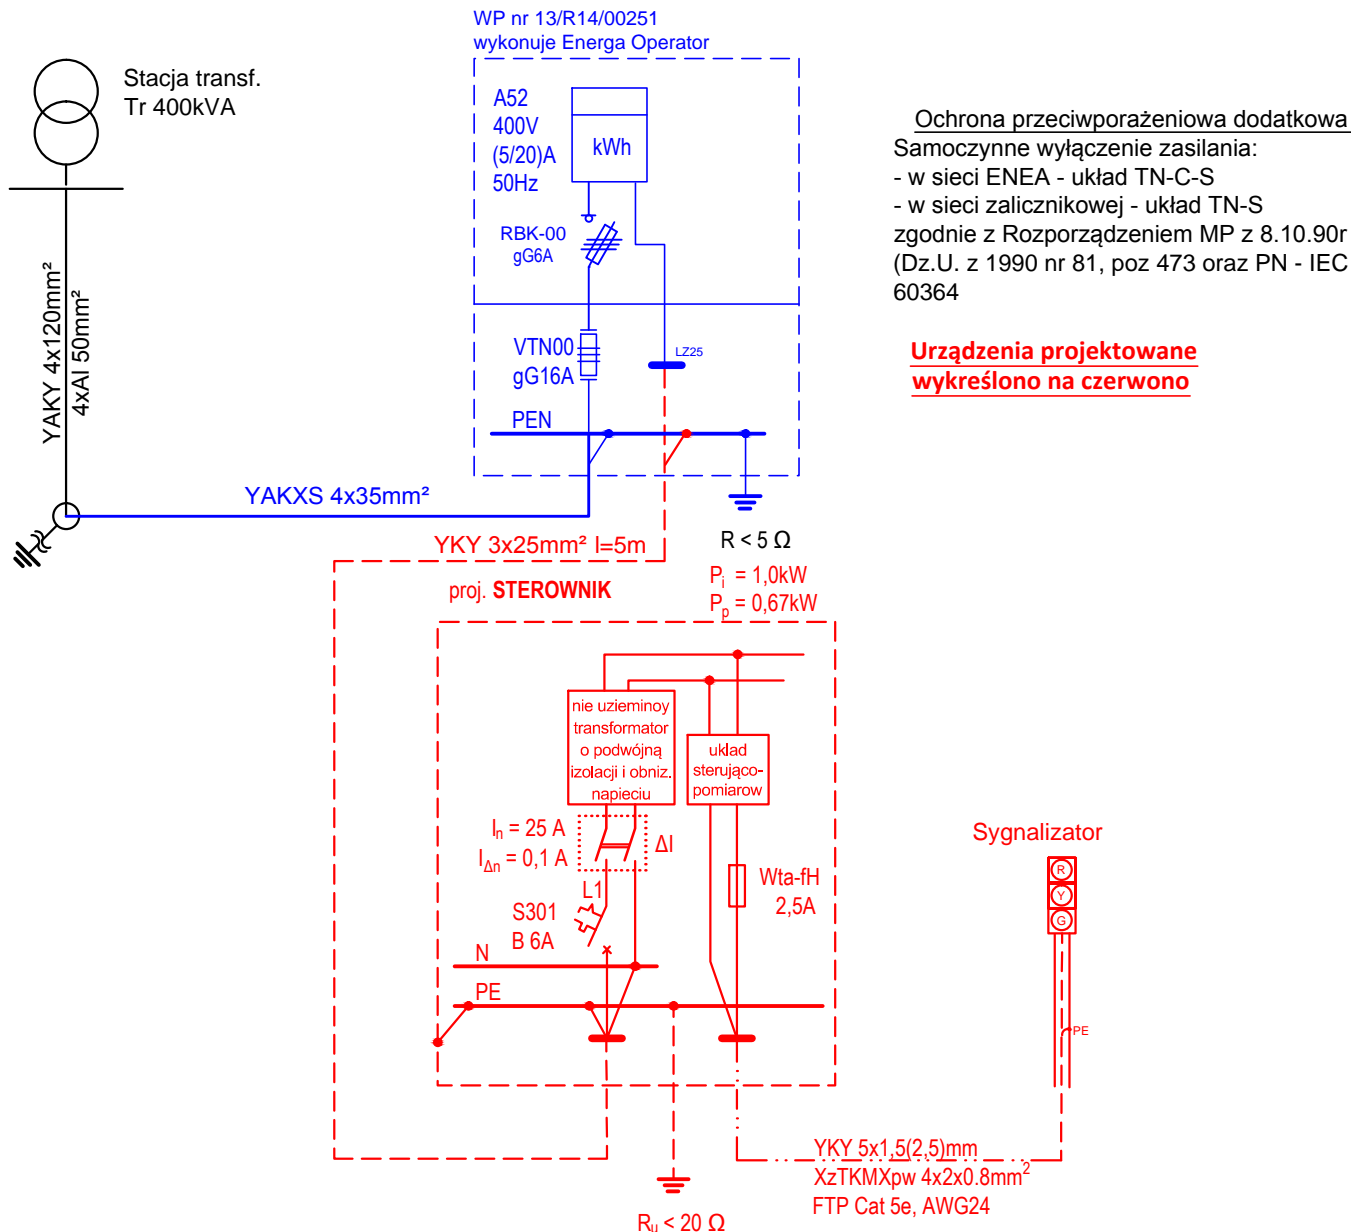 WP nr 13/R14/00251
wykonuje Energa Operator
Stacja transf.
Tr 400kVA
A52
400V
(5/20)A
50Hz
kWh
RBK-00
gG6A
VTN00
gG16A
LZ25
PEN
Ochrona przeciwporażeniowa dodatkowa
Samoczynne wyłączenie zasilania:
- w sieci ENEA - układ TN-C-S
- w sieci zalicznikowej - układ TN-S
zgodnie z Rozporządzeniem MP z 8.10.90r
(Dz.U. z 1990 nr 81, poz 473 oraz PN - IEC
60364
Urządzenia projektowane
wykreślono na czerwono
YAKY 4x120mm²
4xAl 50mm²
YAKXS 4x35mm²
YKY 3x25mm² l=5m
R < 5 Ω
Pi = 1,0kW
Pp = 0,67kW
proj. STEROWNIK
nie uzieminoy
transformator
o podwójną
izolacji i obniz.
napieciu
uklad
sterująco-
pomiarow
In = 25 A
IΔn = 0,1 A
ΔI
L1
S301
B 6A
Wta-fH
2,5A
N
PE
Sygnalizator
R
Y
G
PE
YKY 5x1,5(2,5)mm
XzTKMXpw 4x2x0.8mm²
FTP Cat 5e, AWG24
Ru < 20 Ω